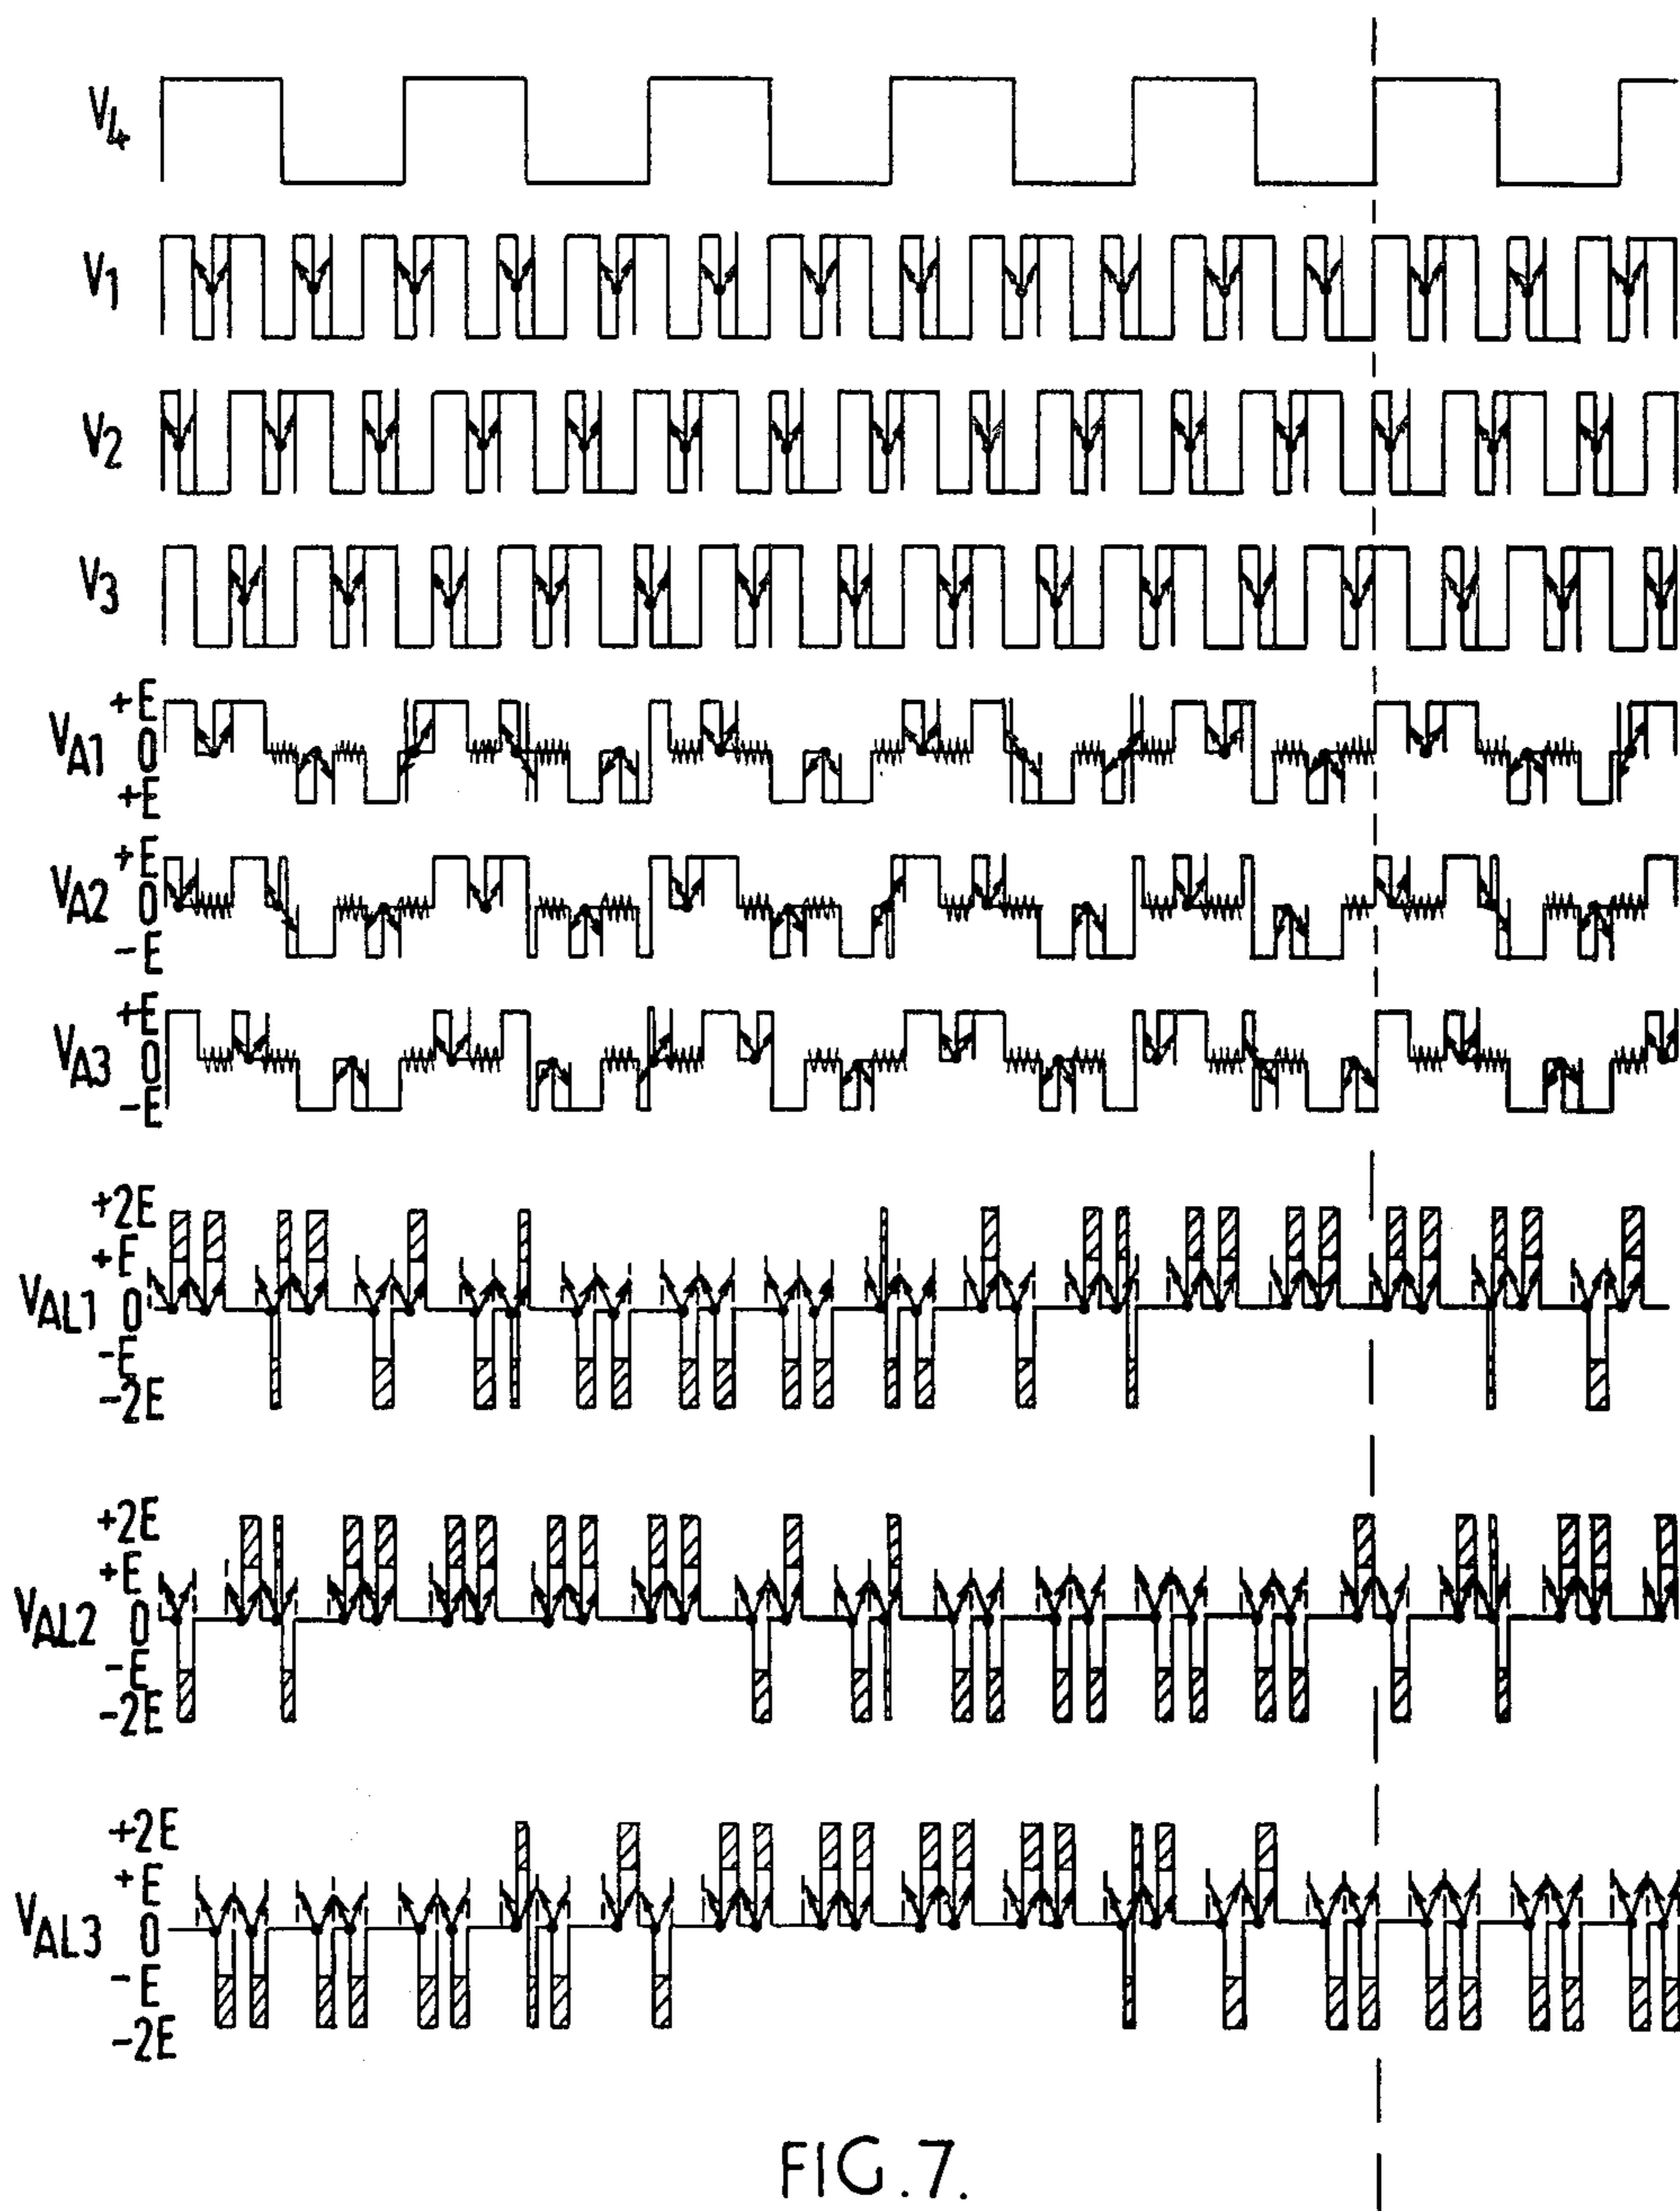 V4
V1
V2
V3
+E
VA1 0
+E
+E
VA2 0
-E
+E
VA3 0
-E
+2E
+E
VAL1 0
-E
-2E
+2E
+E
VAL2 0
-E
-2E
+2E
+E
VAL3 0
-E
-2E
FIG.7.